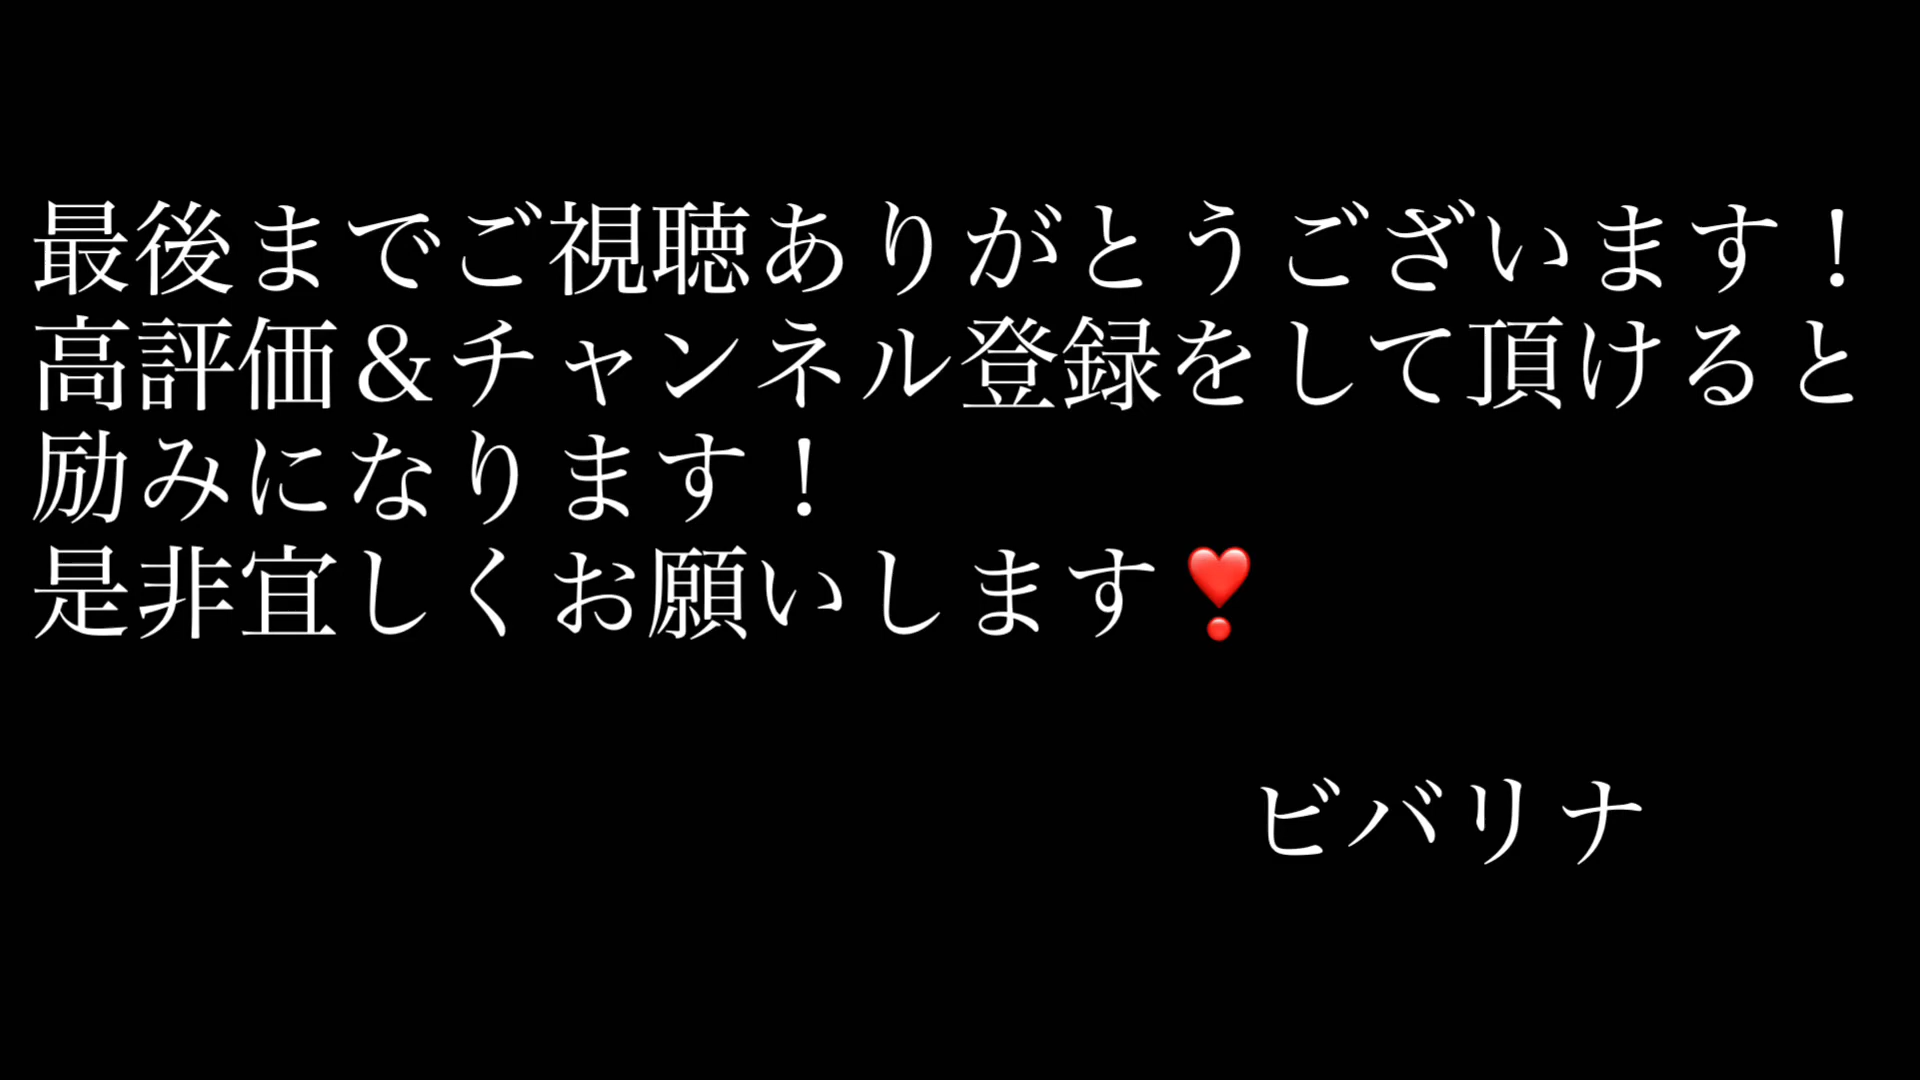 最後までご視聴ありがとうございます！
高評価＆チャンネル登録をして頂けると
励みになります！
是非宜しくお願いします❣️
ビバリナ